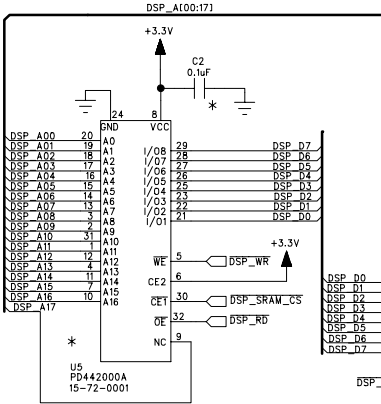 DSP_A[00:17]
+3.3V
C2
0.1uF
*
24 8
GND VCC
DSP_A00 20 A0
DSP_A01 19 A1
DSP_A02 18 A2
DSP_A03 17 A3
DSP_A04 16 A4
DSP_A05 15 A5
DSP_A06 14 A6
DSP_A07 13 A7
DSP_A08 3 A8
DSP_A09 2 A9
DSP_A10 31 A10
DSP_A11 1 A11
DSP_A12 12 A12
DSP_A13 4 A13
DSP_A14 11 A14
DSP_A15 7 A15
DSP_A16 10 A16
DSP_A17
I/O8 29 DSP_D7
I/O7 28 DSP_D6
I/O6 27 DSP_D5
I/O5 26 DSP_D4
I/O4 25 DSP_D3
I/O3 23 DSP_D2
I/O2 22 DSP_D1
I/O1 21 DSP_D0
WE 5 DSP_WR
+3.3V
CE2 6
CE1 30 DSP_SRAM_CS
OE 32 DSP_RD
NC 9
*
U5
PD442000A
15-72-0001
DSP_D0
DSP_D1
DSP_D2
DSP_D3
DSP_D4
DSP_D5
DSP_D6
DSP_D7
DSP_